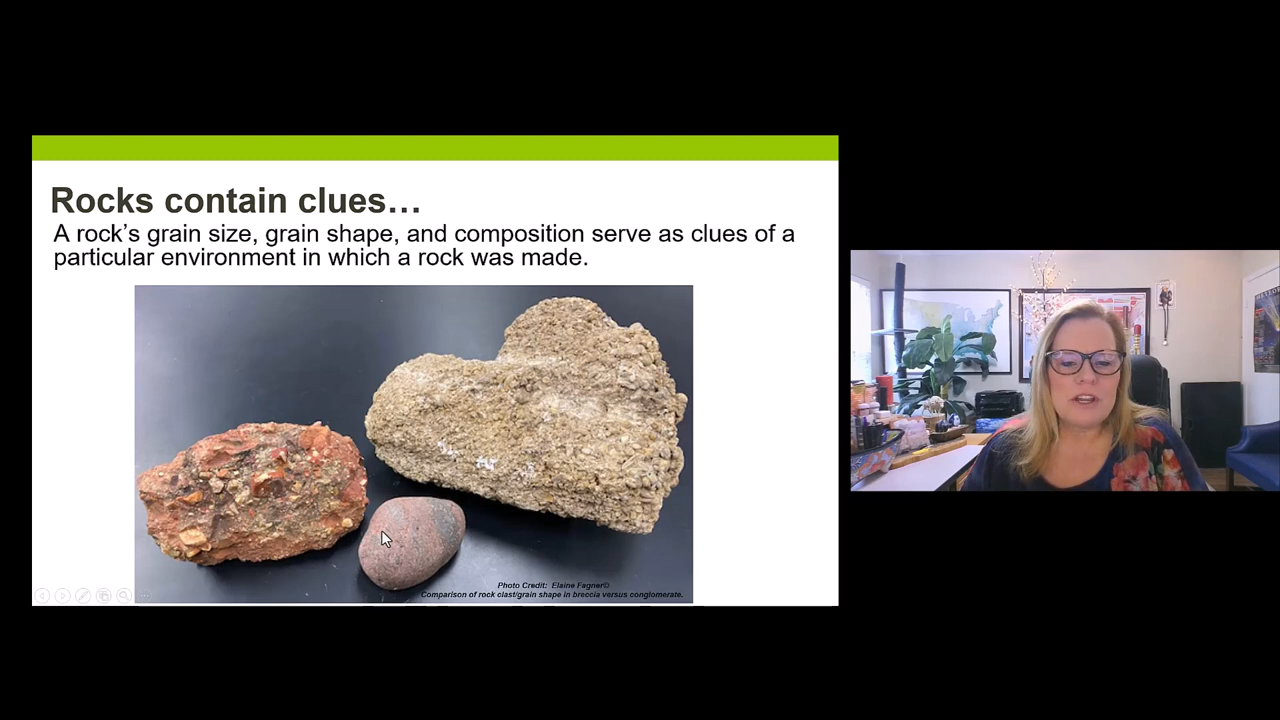 Rocks contain clues…
A rock’s grain size, grain shape, and composition serve as clues of a
particular environment in which a rock was made.
Photo Credit:  Elaine Fagner©
Comparison of rock clast/grain shape in breccia versus conglomerate.